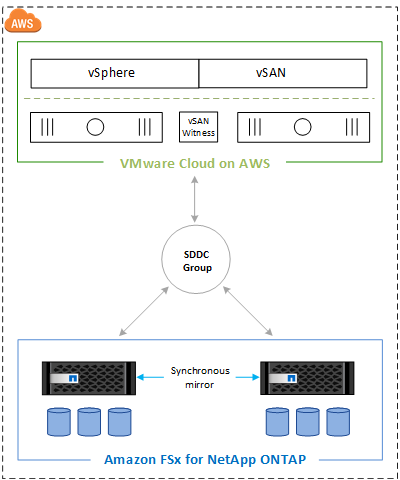 AWS
vSphere
vSAN
vSAN
Witness
VMware Cloud on AWS
SDDC
Group
Synchronous
mirror
Amazon FSx for NetApp ONTAP